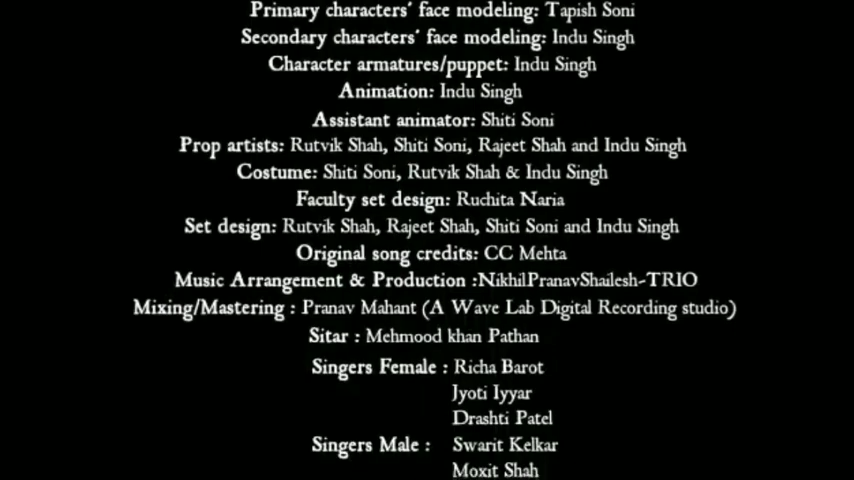 Primary characters' face modeling: Tapish Soni
Secondary characters' face modeling: Indu Singh
Character armatures/puppet: Indu Singh
Animation: Indu Singh
Assistant animator: Shiti Soni
Prop artists: Rutvik Shah, Shiti Soni, Rajeet Shah and Indu Singh
Costume: Shiti Soni, Rutvik Shah & Indu Singh
Faculty set design: Ruchita Naria
Set design: Rutvik Shah, Rajeet Shah, Shiti Soni and Indu Singh
Original song credits: CC Mehta
Music Arrangement & Production :NikhilPranavShailesh-TRIO
Mixing/Mastering : Pranav Mahant (A Wave Lab Digital Recording studio)
Sitar : Mehmood khan Pathan
Singers Female : Richa Barot
Jyoti Iyyar
Drashti Patel
Singers Male : Swarit Kelkar
Moxit Shah